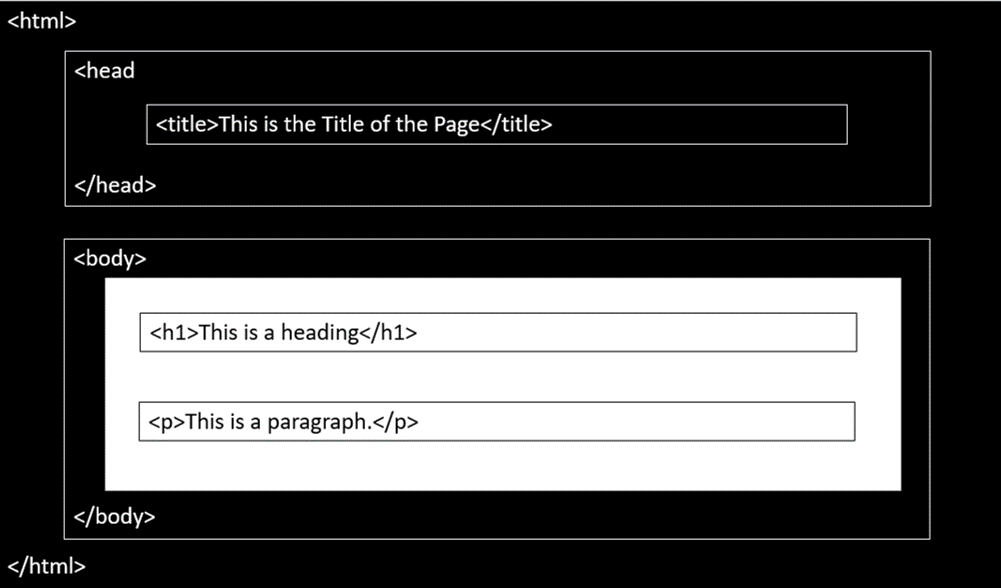 <html>
<head
<title>This is the Title of the Page</title>
</head>
<body>
<h1>This is a heading</h1>
<p>This is a paragraph.</p>
</body>
</html>